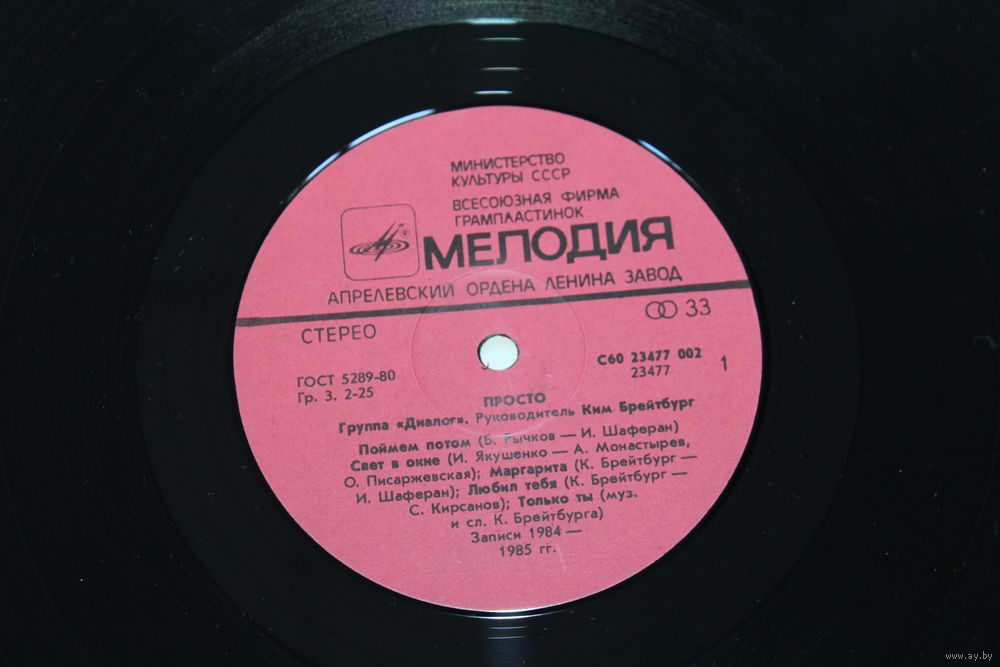 МИНИСТЕРСТВО
КУЛЬТУРЫ СССР
ВСЕСОЮЗНАЯ ФИРМА
ГРАМПЛАСТИНОК
МЕЛОДИЯ
АПРЕЛЕВСКИЙ ОРДЕНА ЛЕНИНА ЗАВОД
СТЕРЕО
33
ГОСТ 5289-80
Гр. 3. 2-25
С60 23477 002
23477
1
ПРОСТО
Группа «Диалог». Руководитель Ким Брейтбург
Поймем потом (Б. Рычков — И. Шаферан)
Свет в окне (И. Якушенко — А. Монастырев,
О. Писаржевская); Маргарита (К. Брейтбург —
И. Шаферан); Любил тебя (К. Брейтбург —
С. Кирсанов); Только ты (муз.
и сл. К. Брейтбурга)
Записи 1984 —
1985 гг.
www.ay.by